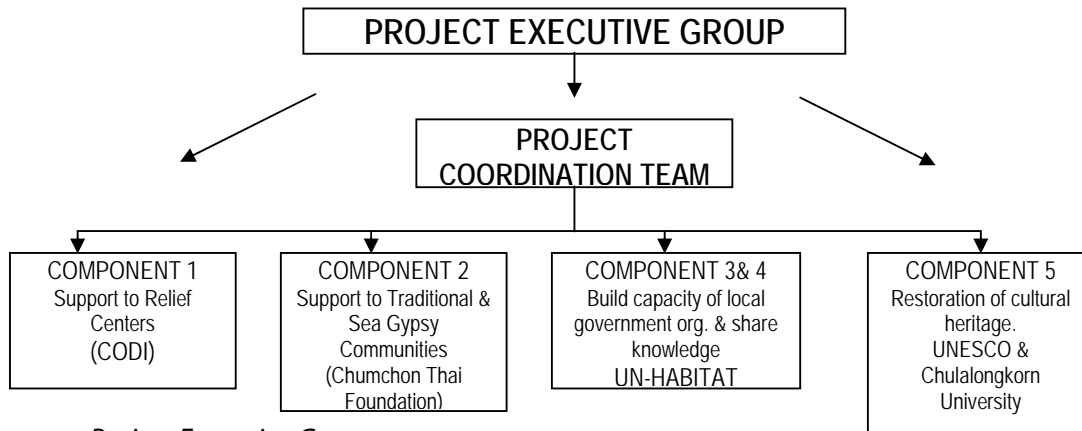 PROJECT EXECUTIVE GROUP
PROJECT
COORDINATION TEAM
COMPONENT 1
Support to Relief
Centers
(CODI)
COMPONENT 2
Support to Traditional &
Sea Gypsy
Communities
(Chumchon Thai
Foundation)
COMPONENT 3& 4
Build capacity of local
government org. & share
knowledge
UN-HABITAT
COMPONENT 5
Restoration of cultural
heritage.
UNESCO &
Chulalongkorn
University